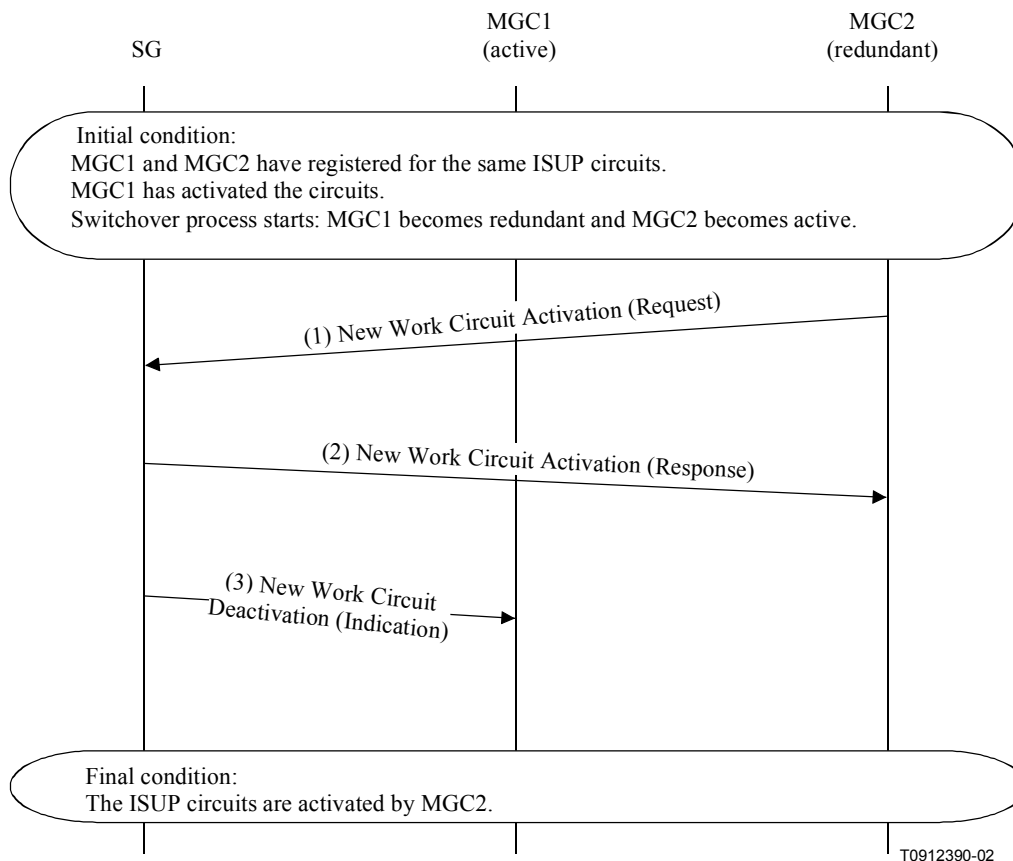 SG
MGC1
(active)
MGC2
(redundant)
Initial condition:
MGC1 and MGC2 have registered for the same ISUP circuits.
MGC1 has activated the circuits.
Switchover process starts: MGC1 becomes redundant and MGC2 becomes active.
(1) New Work Circuit Activation (Request)
(2) New Work Circuit Activation (Response)
(3) New Work Circuit
Deactivation (Indication)
Final condition:
The ISUP circuits are activated by MGC2.
T0912390-02